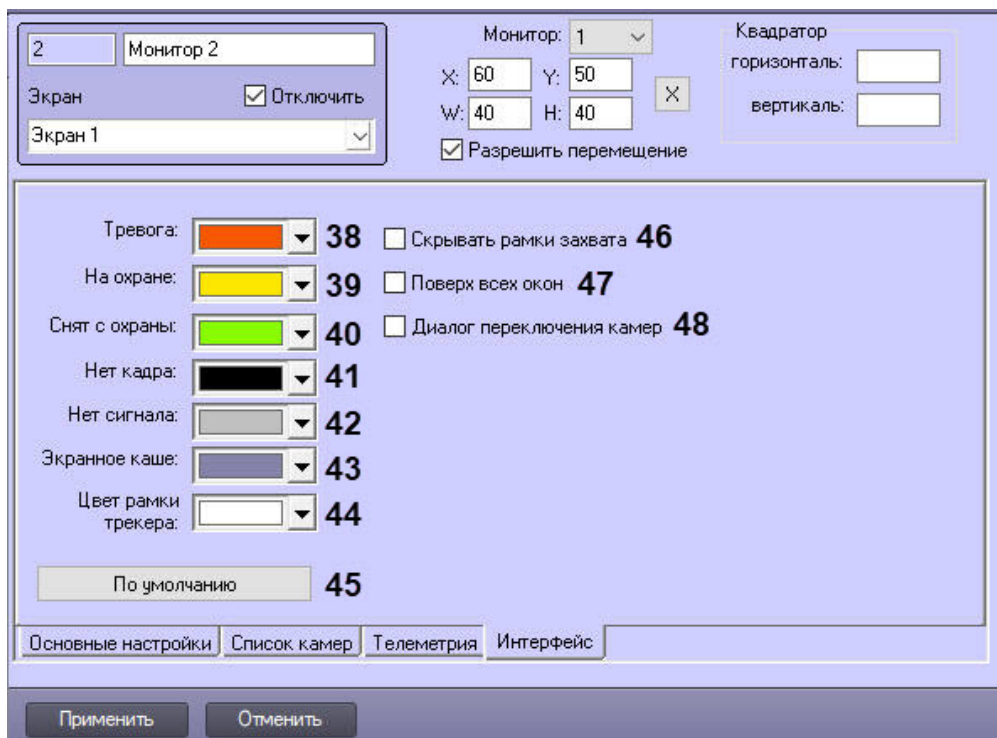 2 Монитор 2
Экран Отключить
Экран 1
Монитор: 1
X: 60 Y: 50
W: 40 H: 40
X
Разрешить перемещение
Квадратор
горизонталь:
вертикаль:
Тревога: 38
На охране: 39
Снят с охраны: 40
Нет кадра: 41
Нет сигнала: 42
Экранное каше: 43
Цвет рамки
трекера: 44
По умолчанию 45
Скрывать рамки захвата 46
Поверх всех окон 47
Диалог переключения камер 48
Основные настройки Список камер Телеметрия Интерфейс
Применить Отменить